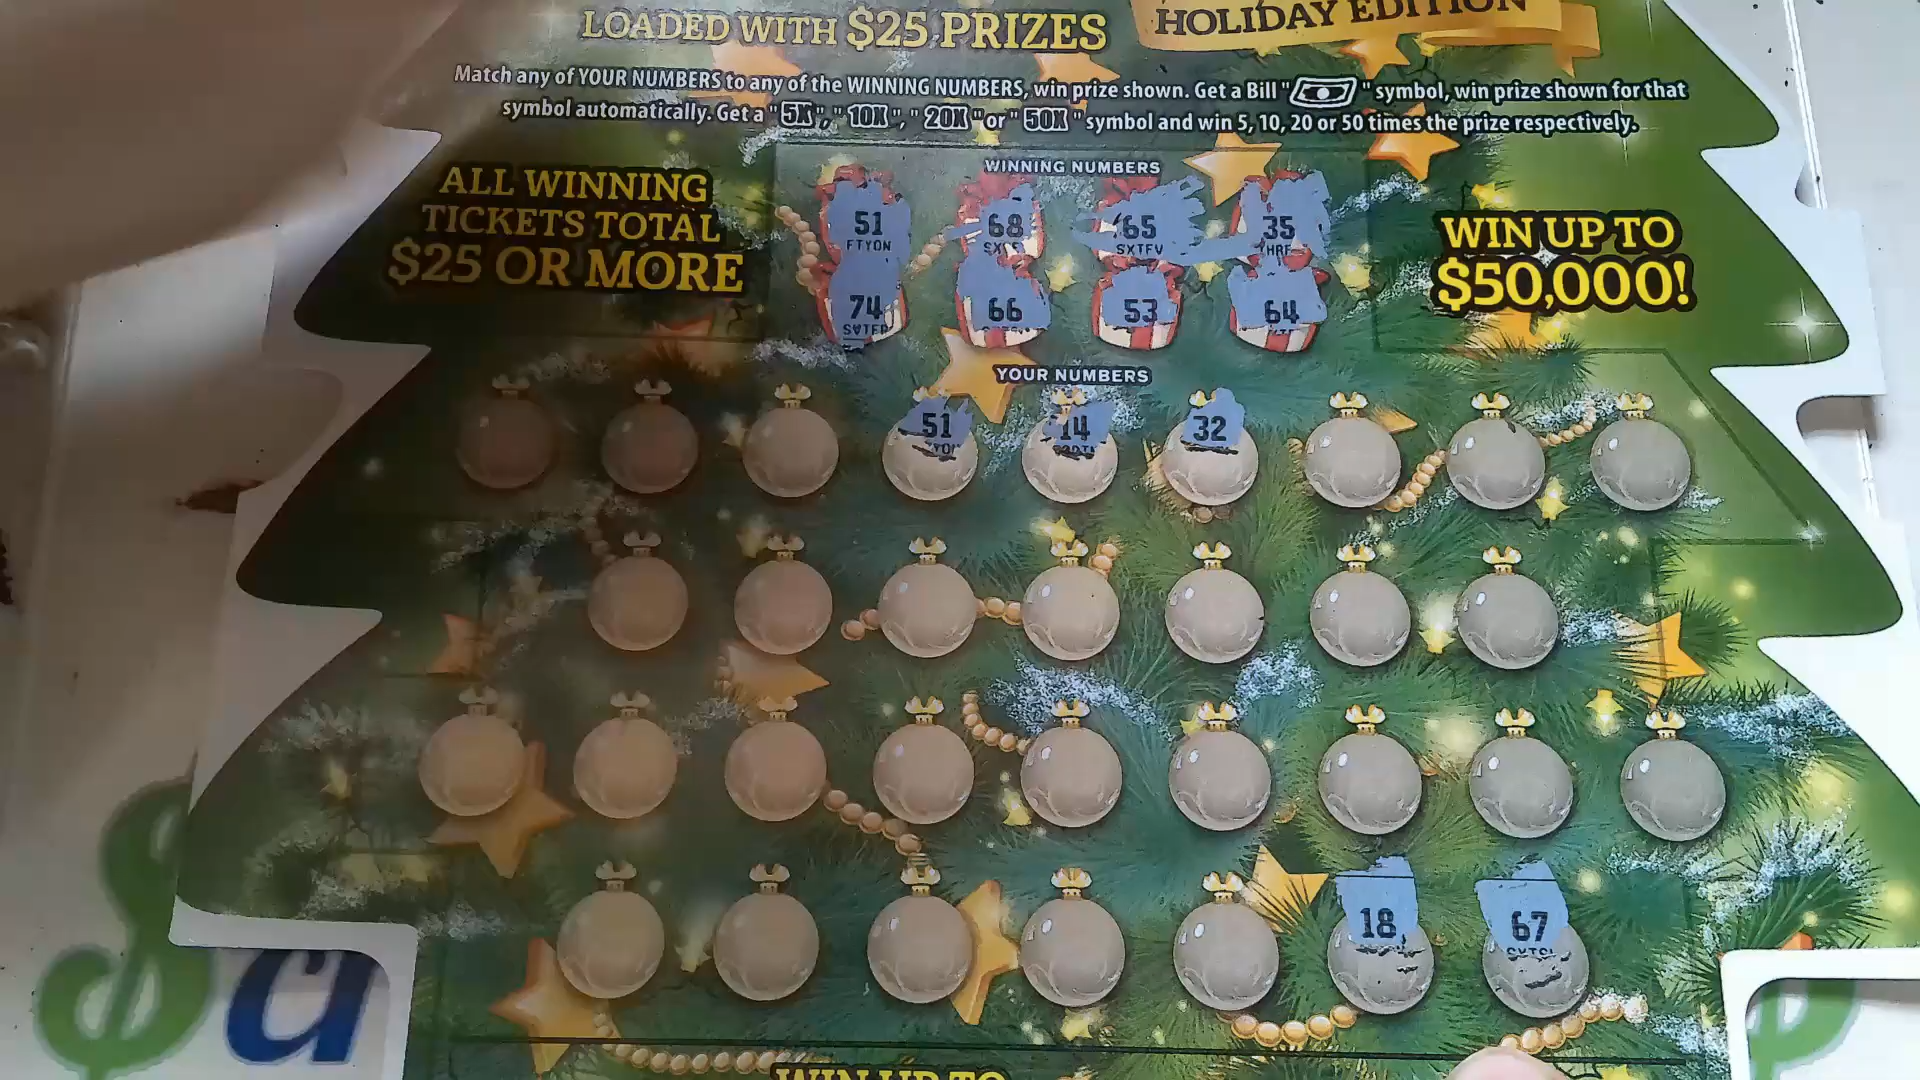 LOADED WITH $25 PRIZES
HOLIDAY EDITION
Match any of YOUR NUMBERS to any of the WINNING NUMBERS, win prize shown. Get a Bill " " symbol, win prize shown for that
symbol automatically. Get a "5X", "10X", "20X" or "50X" symbol and win 5, 10, 20 or 50 times the prize respectively.
ALL WINNING
TICKETS TOTAL
$25 OR MORE
WINNING NUMBERS
51 68 65 35
FTYON SXTFV
74 66 53 64
WIN UP TO
$50,000!
YOUR NUMBERS
51 14 32
18 67
WIN UP TO